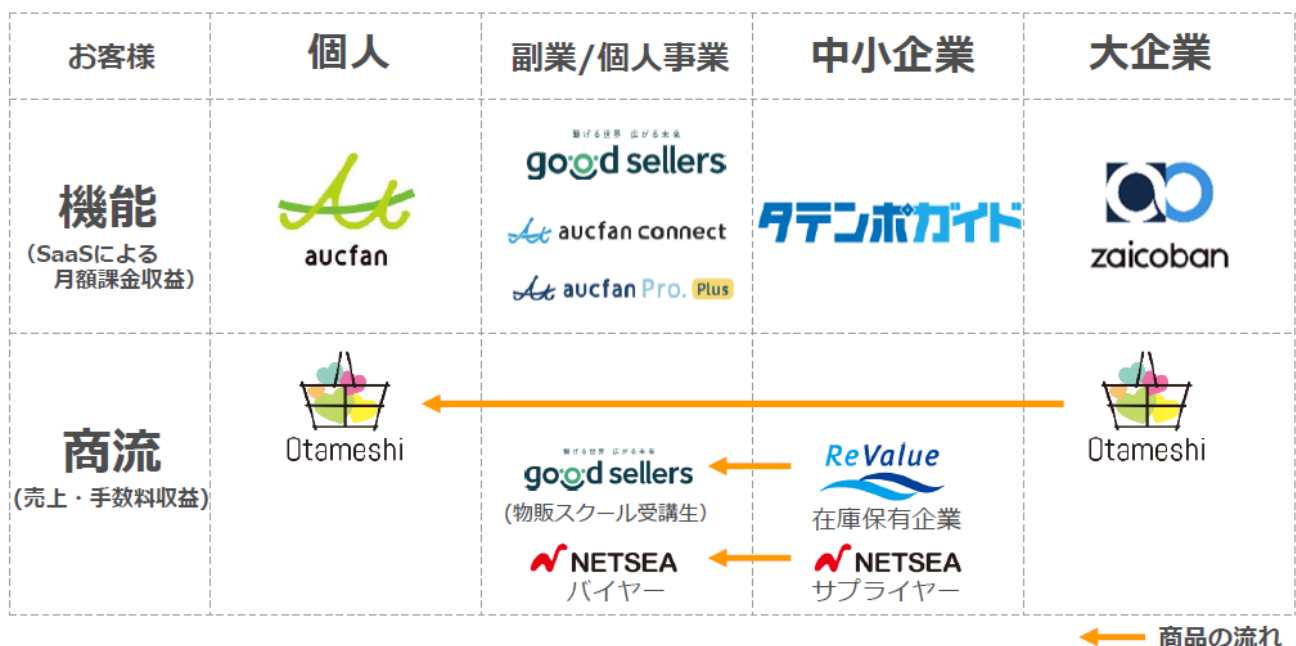 お客様
個人
副業/個人事業
中小企業
大企業
機能
(SaaSによる
月額課金収益)
aucfan
繋げる世界 広がる未来
good sellers
aucfan connect
aucfan Pro. Plus
タテンポガイド
zaicoban
商流
(売上・手数料収益)
Otameshi
繋げる世界 広がる未来
good sellers
(物販スクール受講生)
NETSEA
バイヤー
ReValue
在庫保有企業
NETSEA
サプライヤー
Otameshi
商品の流れ